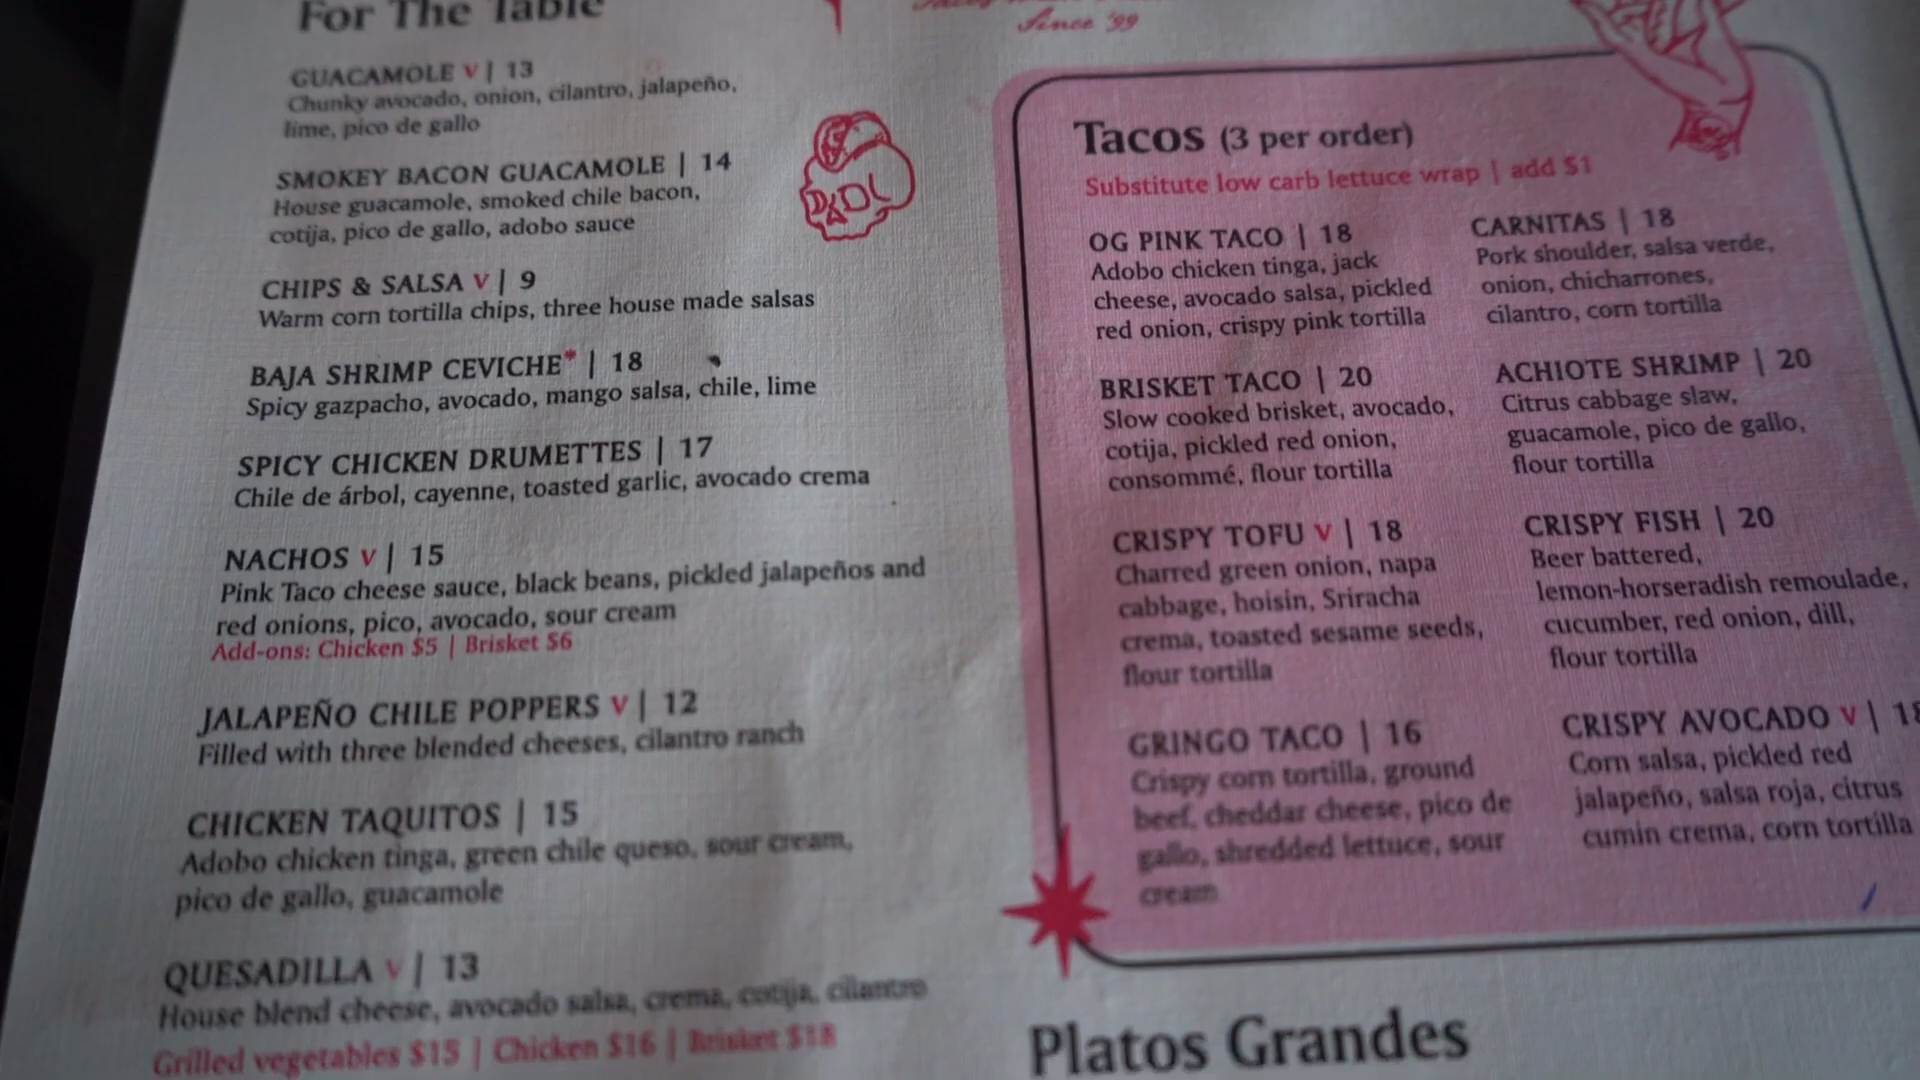 For The Table
GUACAMOLE V | 13
Chunky avocado, onion, cilantro, jalapeño,
lime, pico de gallo
SMOKEY BACON GUACAMOLE | 14
House guacamole, smoked chile bacon,
cotija, pico de gallo, adobo sauce
CHIPS & SALSA V | 9
Warm corn tortilla chips, three house made salsas
BAJA SHRIMP CEVICHE* | 18
Spicy gazpacho, avocado, mango salsa, chile, lime
SPICY CHICKEN DRUMETTES | 17
Chile de árbol, cayenne, toasted garlic, avocado crema
NACHOS V | 15
Pink Taco cheese sauce, black beans, pickled jalapeños and
red onions, pico, avocado, sour cream
Add-ons: Chicken $5 | Brisket $6
JALAPEÑO CHILE POPPERS V | 12
Filled with three blended cheeses, cilantro ranch
CHICKEN TAQUITOS | 15
Adobo chicken tinga, green chile queso, sour cream,
pico de gallo, guacamole
QUESADILLA V | 13
House blend cheese, avocado salsa, crema, cotija, cilantro
Grilled vegetables $15 | Chicken $16 | Brisket $18
Since '99
Tacos (3 per order)
Substitute low carb lettuce wrap | add $1
OG PINK TACO | 18
Adobo chicken tinga, jack
cheese, avocado salsa, pickled
red onion, crispy pink tortilla
BRISKET TACO | 20
Slow cooked brisket, avocado,
cotija, pickled red onion,
consommé, flour tortilla
CRISPY TOFU V | 18
Charred green onion, napa
cabbage, hoisin, Sriracha
crema, toasted sesame seeds,
flour tortilla
GRINGO TACO | 16
Crispy corn tortilla, ground
beef, cheddar cheese, pico de
gallo, shredded lettuce, sour
cream
CARNITAS | 18
Pork shoulder, salsa verde,
onion, chicharrones,
cilantro, corn tortilla
ACHIOTE SHRIMP | 20
Citrus cabbage slaw,
guacamole, pico de gallo,
flour tortilla
CRISPY FISH | 20
Beer battered,
lemon-horseradish remoulade,
cucumber, red onion, dill,
flour tortilla
CRISPY AVOCADO V | 18
Corn salsa, pickled red
jalapeño, salsa roja, citrus
cumin crema, corn tortilla
Platos Grandes